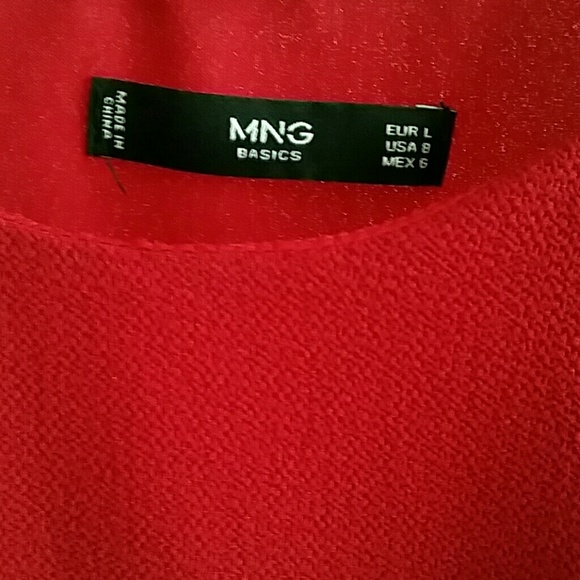 MADE IN
CHINA
MNG
BASICS
EUR L
USA 8
MEX 6